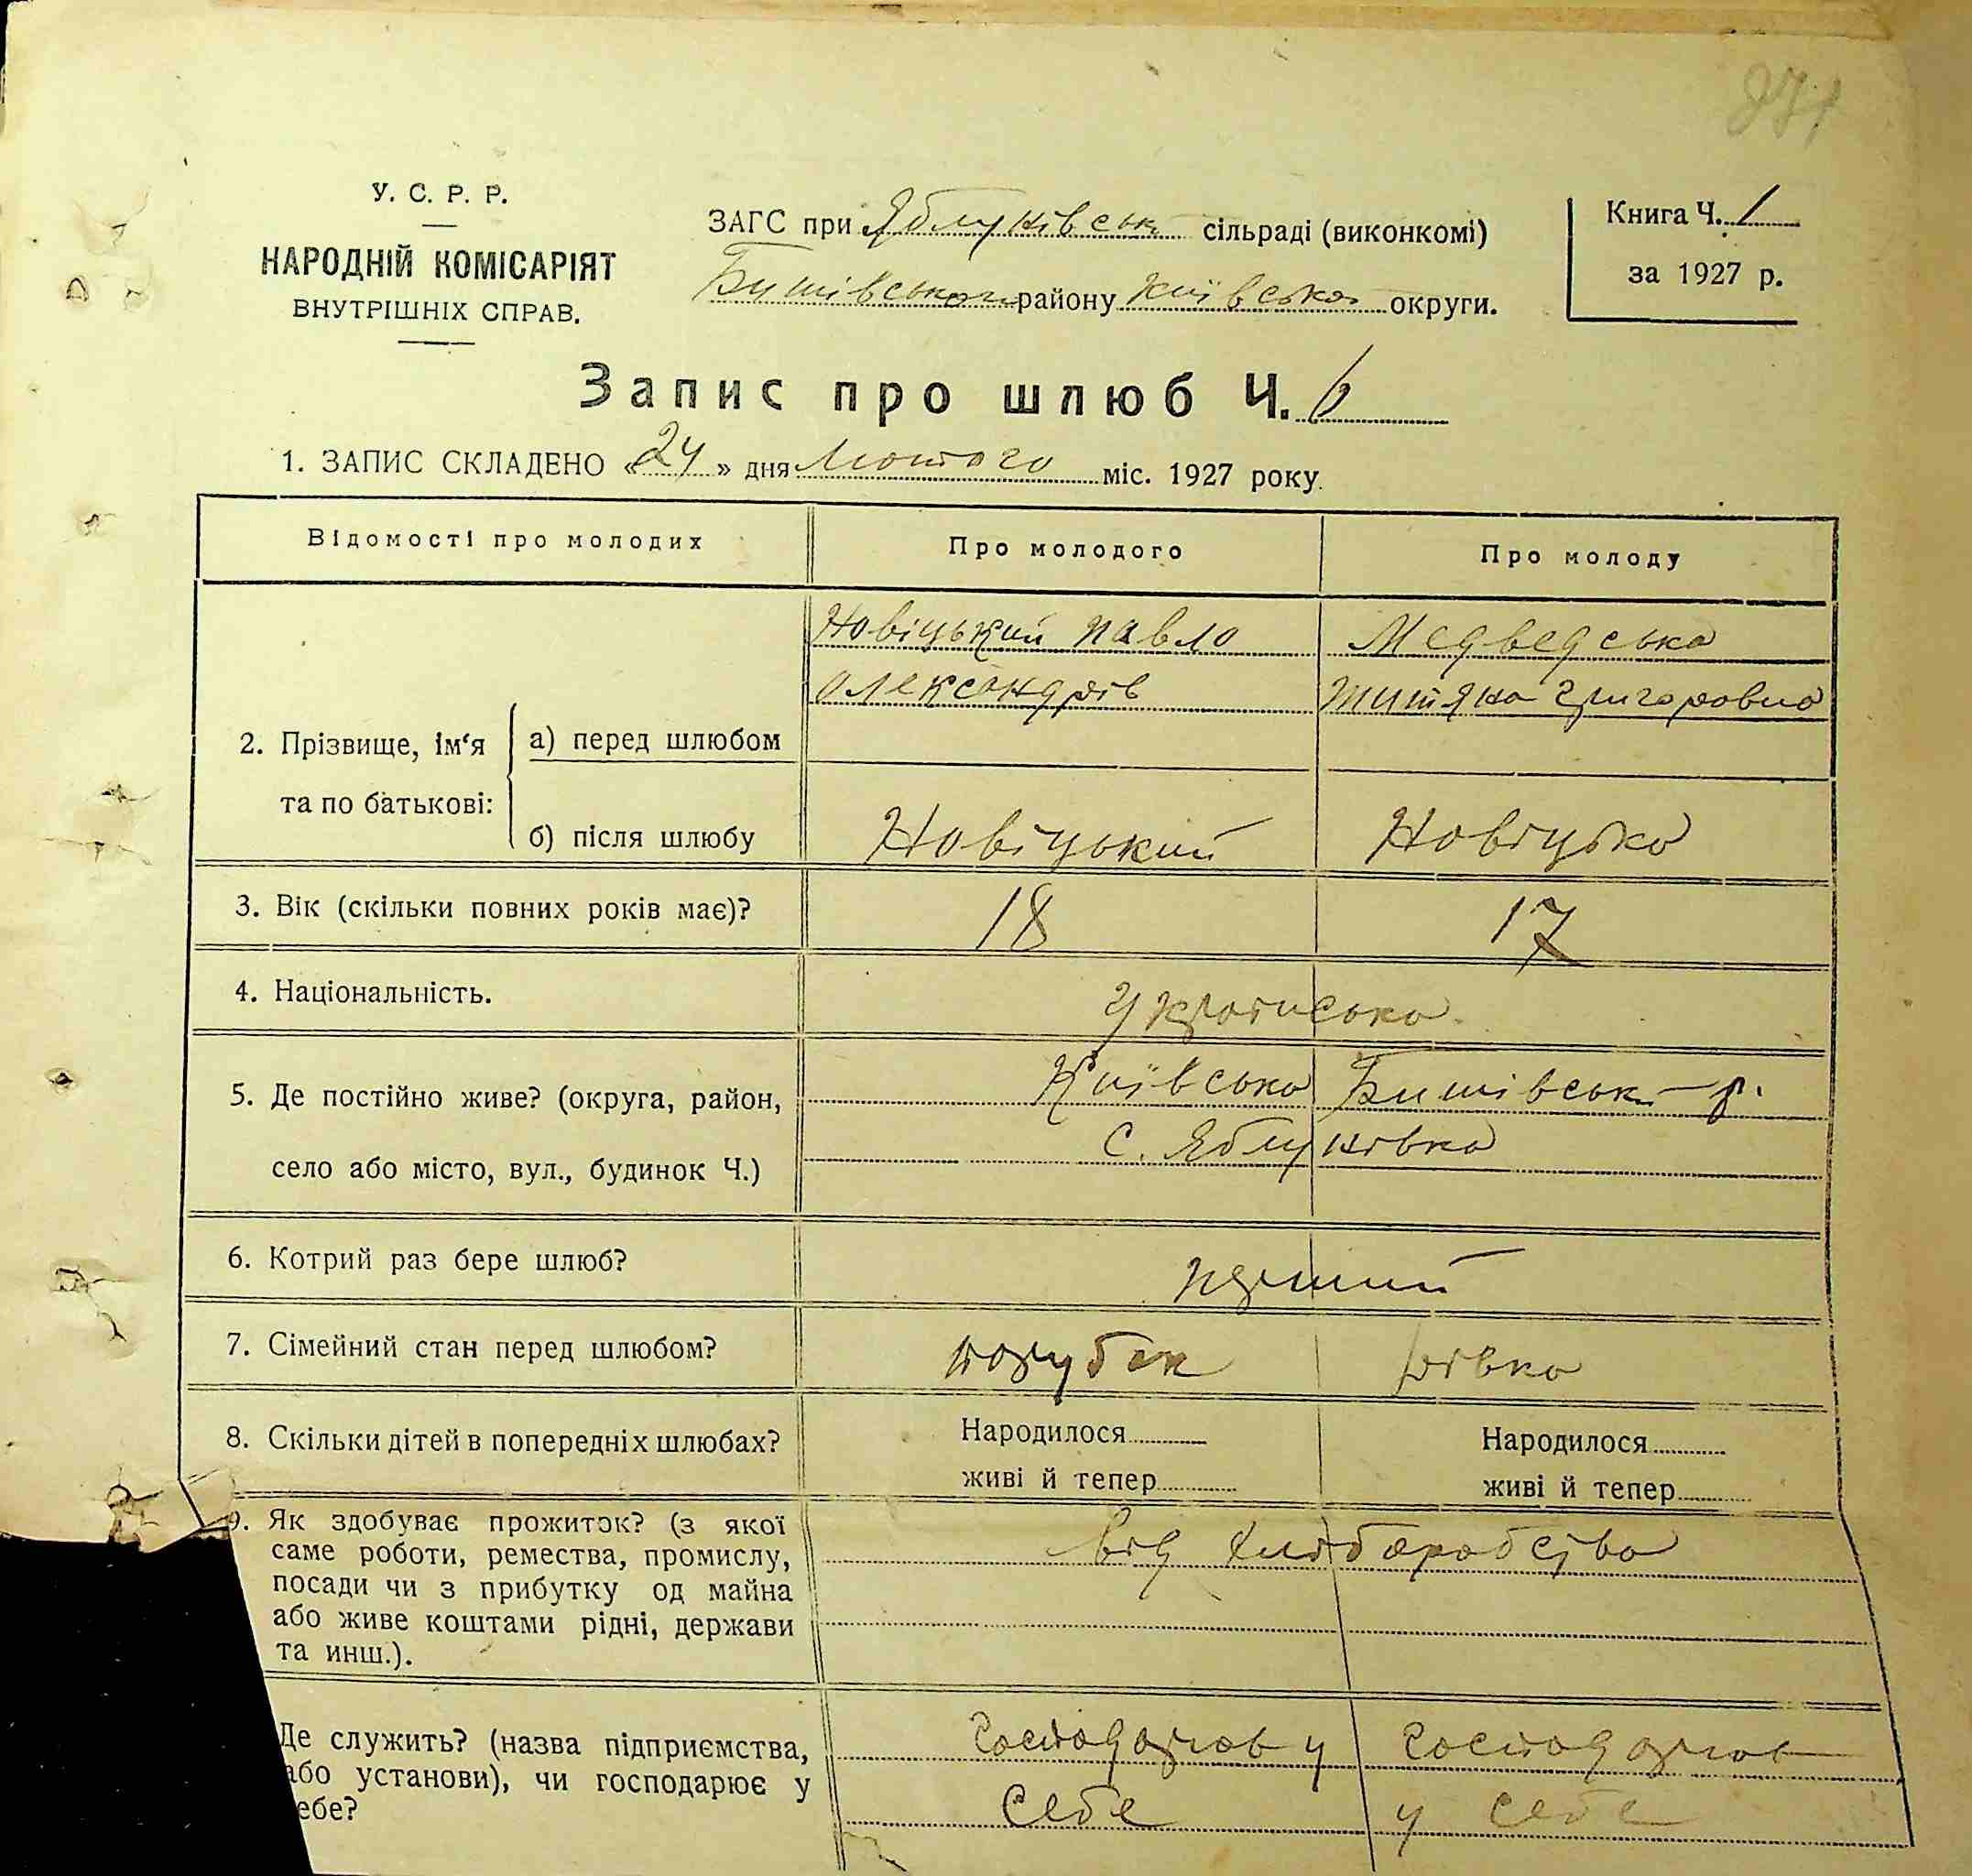 271
У. С. Р. Р.
НАРОДНІЙ КОМІСАРІЯТ
ВНУТРІШНІХ СПРАВ.
ЗАГС при Яблунівськ. сільраді (виконкомі)
Бишівського району Київсько округи.
Книга Ч. 1
за 1927 р.
Запис про шлюб Ч. 6
1. ЗАПИС СКЛАДЕНО «24» дня Лютого міс. 1927 року.
Відомості про молодих Про молодого Про молоду
2. Прізвище, ім‘я та по батькові:
а) перед шлюбом
Новіцький Павло
Олександрів
Медведська
Григоровна
б) після шлюбу Новіцький Новіцька
3. Вік (скільки повних років має)? 18 17
4. Національність. Українська
5. Де постійно живе? (округа, район, Київська Бишівськ. р.
село або місто, вул., будинок Ч.) с. Яблунівка
6. Котрий раз бере шлюб? перший
7. Сімейний стан перед шлюбом? парубок дівка
8. Скільки дітей в попередніх шлюбах? Народилося Народилося
живі й тепер живі й тепер
9. Як здобуває прожиток? (з якої від хліборобства
саме роботи, ремества, промислу,
посади чи з прибутку од майна
або живе коштами рідні, держави
та инш.).
Де служить? (назва підприємства, господарює у господарює
або установи), чи господарює у себе у себе
себе?